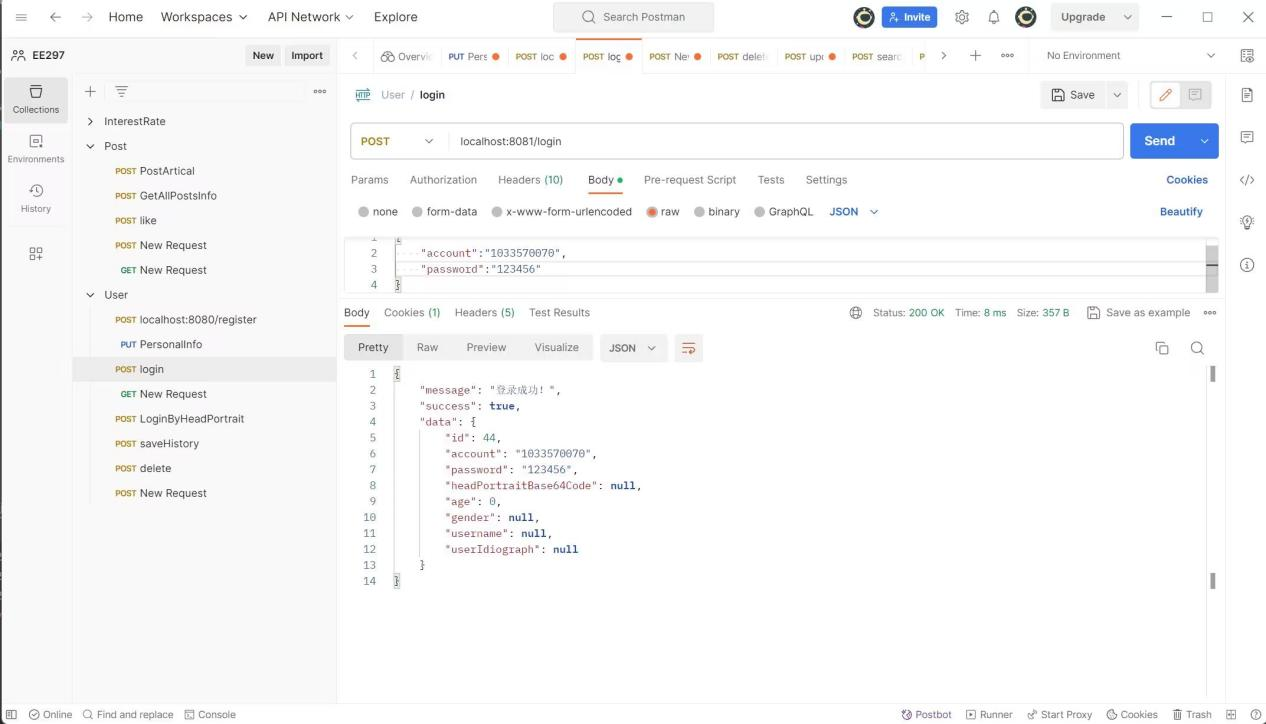 Home Workspaces API Network Explore Search Postman Invite Upgrade
EE297 New Import Overvi PUT Pers POST loc POST log POST Ne POST delet POST up POST searc P No Environment
Collections
Environments
History
InterestRate
Post
POST PostArtical
POST GetAllPostsInfo
POST like
POST New Request
GET New Request
User
POST localhost:8080/register
PUT PersonalInfo
POST login
GET New Request
POST LoginByHeadPortrait
POST saveHistory
POST delete
POST New Request
HTTP User / login Save
POST localhost:8081/login Send
Params Authorization Headers (10) Body Pre-request Script Tests Settings Cookies
none form-data x-www-form-urlencoded raw binary GraphQL JSON Beautify
1 {
2 "account":"1033570070",
3 "password":"123456"
4 }
Body Cookies (1) Headers (5) Test Results Status: 200 OK Time: 8 ms Size: 357 B Save as example
Pretty Raw Preview Visualize JSON
1 {
2 "message": "登录成功！",
3 "success": true,
4 "data": {
5 "id": 44,
6 "account": "1033570070",
7 "password": "123456",
8 "headPortraitBase64Code": null,
9 "age": 0,
10 "gender": null,
11 "username": null,
12 "userIdiograph": null
13 }
14 }
Online Find and replace Console Postbot Runner Start Proxy Cookies Trash